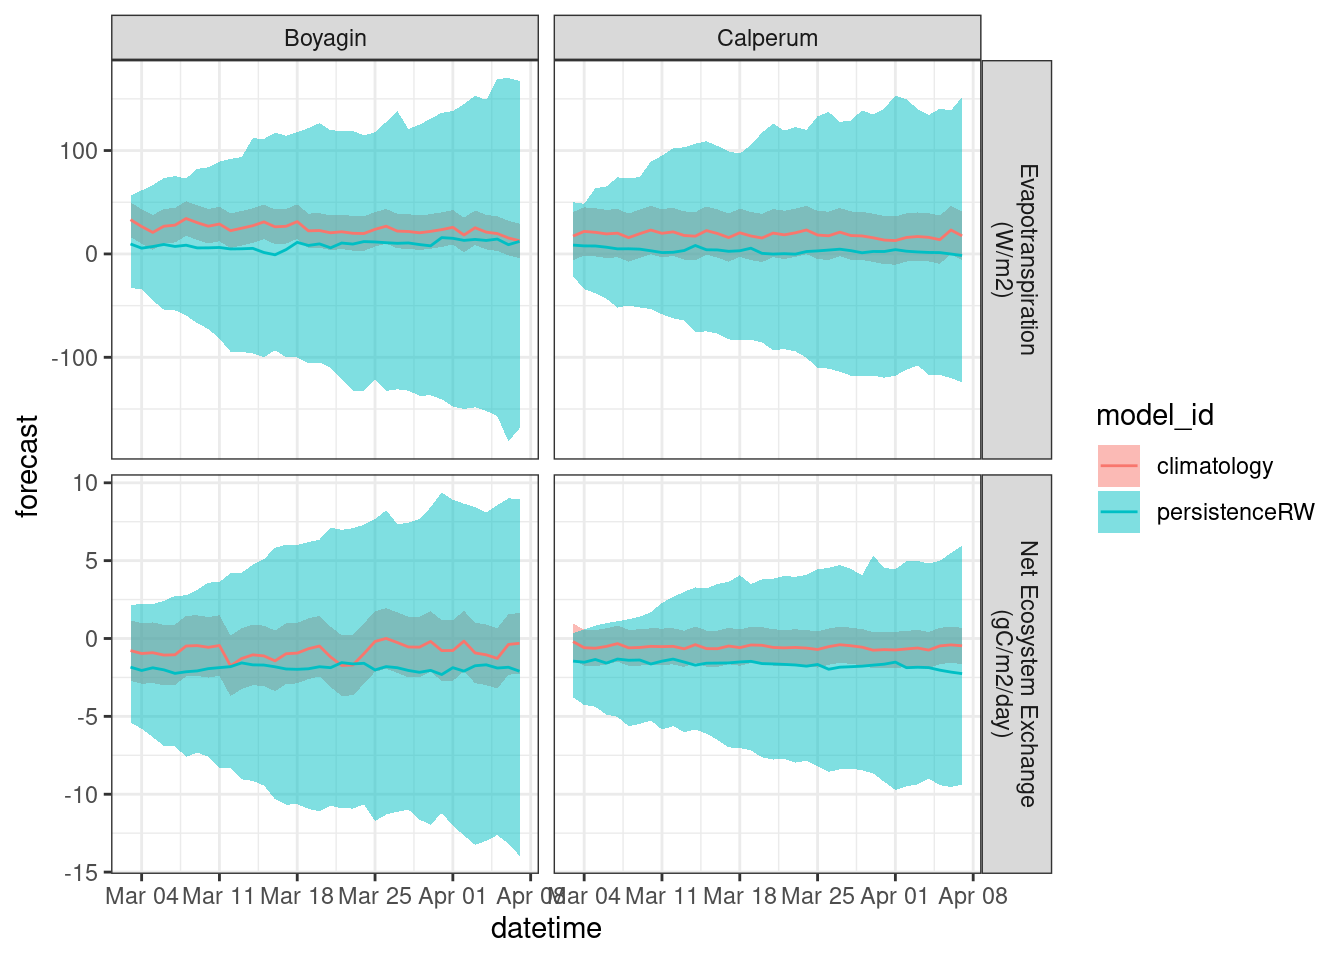 Boyagin
Calperum
100
0
-100
Evapotranspiration
(W/m2)
forecast
10
5
0
-5
-10
-15
Net Ecosystem Exchange
(gC/m2/day)
Mar 04 Mar 11 Mar 18 Mar 25 Apr 01 Apr 08
Mar 04 Mar 11 Mar 18 Mar 25 Apr 01 Apr 08
datetime
model_id
climatology
persistenceRW